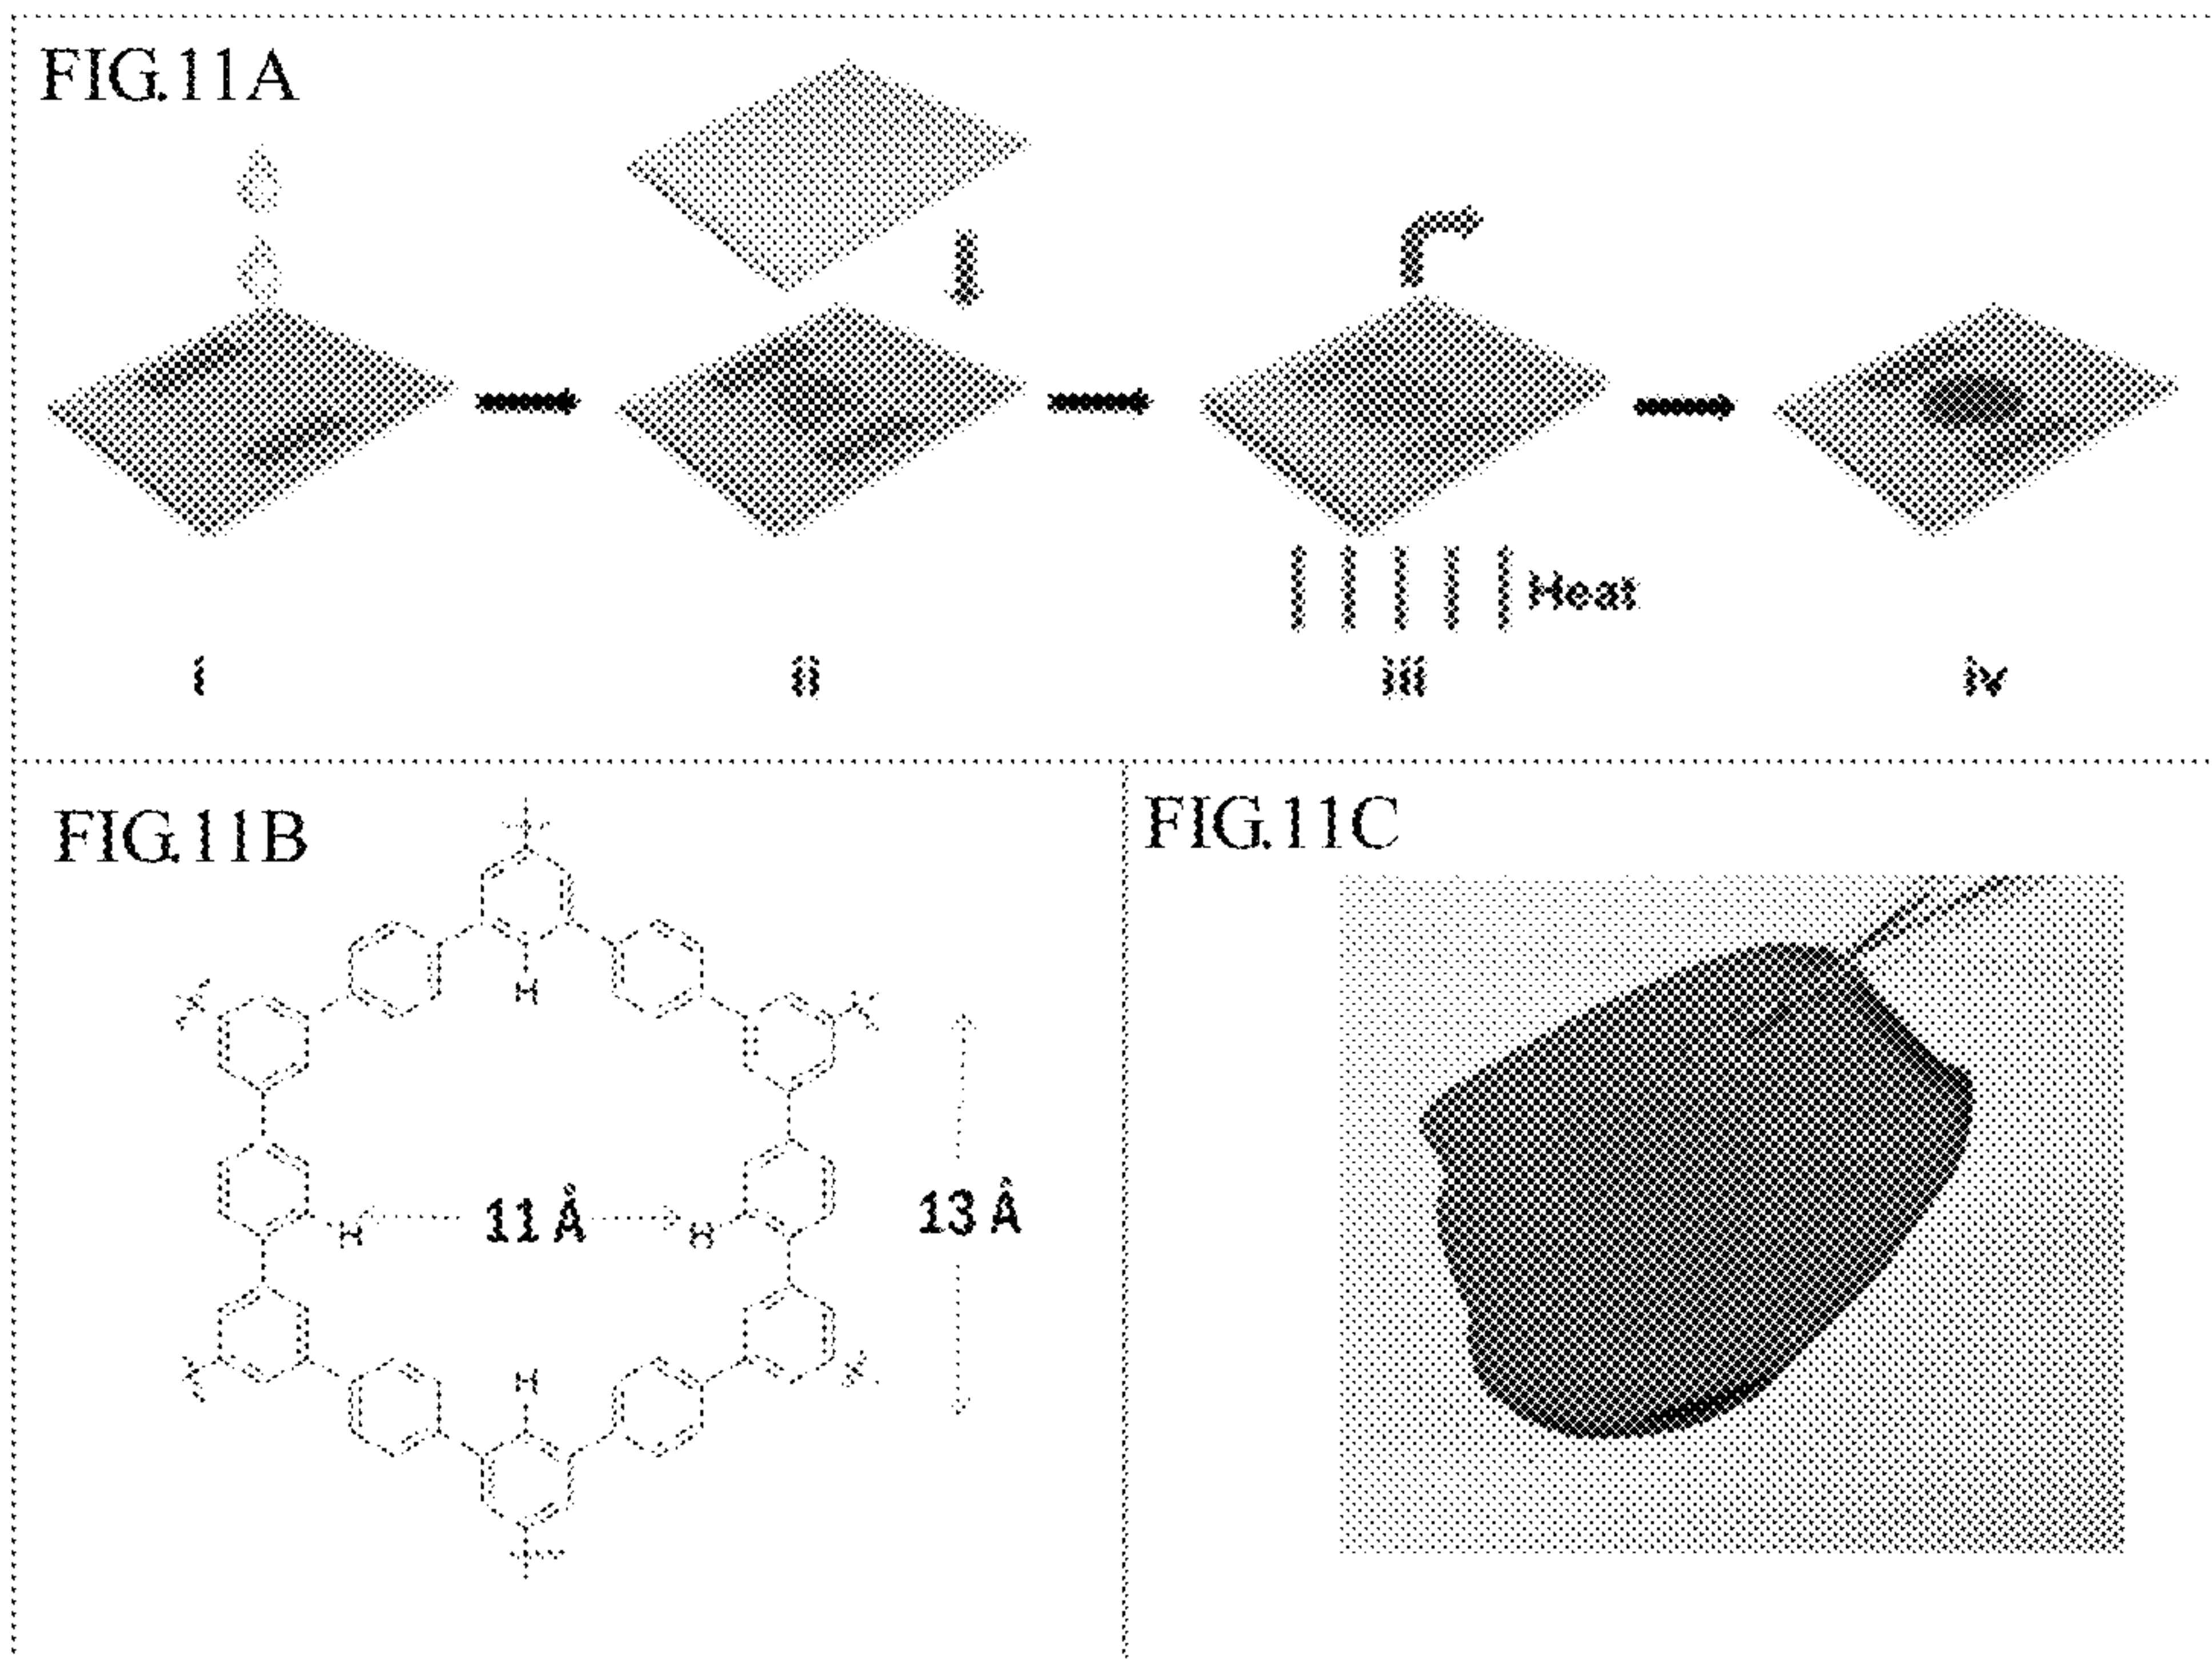 FIG.11A
Heat
i
ii
iii
iv
FIG.11B
H
11 Å
H
H
13 Å
H
FIG.11C